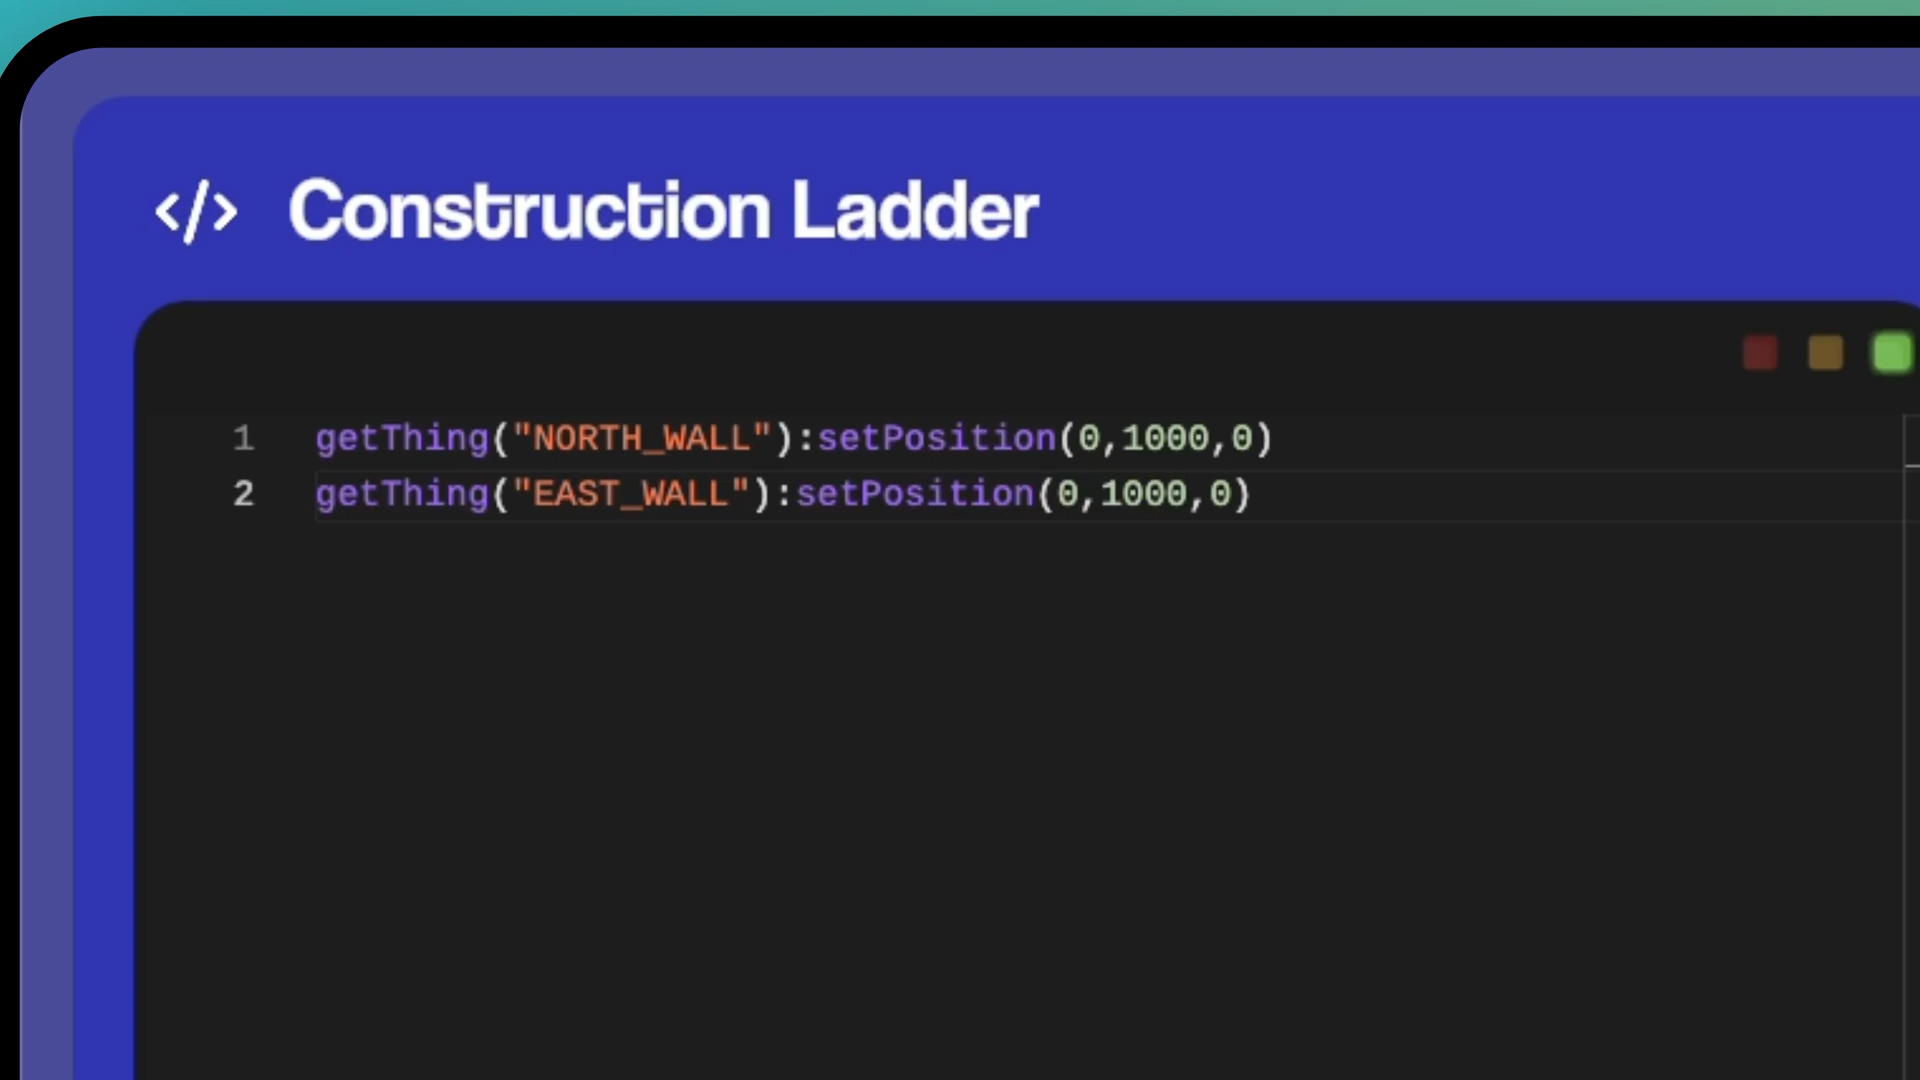 </> Construction Ladder
1 getThing("NORTH_WALL"):setPosition(0,1000,0)
2 getThing("EAST_WALL"):setPosition(0,1000,0)